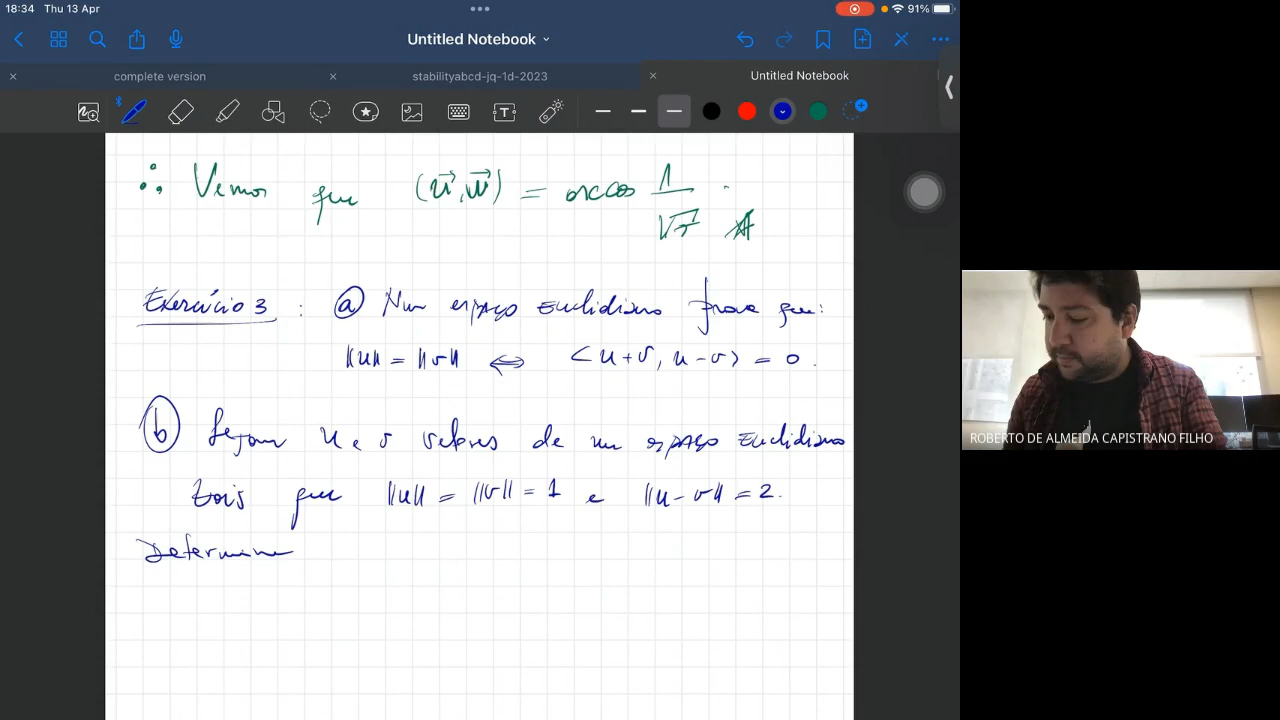 18:34 Thu 13 Apr
91%
Untitled Notebook
complete version
stabilityabcd-jq-1d-2023
Untitled Notebook
∴ Vemos que (u⃗, w⃗) = arccos 1/√7 .
Exercício 3 : (a) Num espaço Euclidiano prove que:
||u|| = ||v|| ⇔ <u+v, u-v> = 0 .
(b) Sejam u e v vetores de um espaço Euclidiano
tais que ||u|| = ||v|| = 1 e ||u-v|| = 2.
Determine
ROBERTO DE ALMEIDA CAPISTRANO FILHO